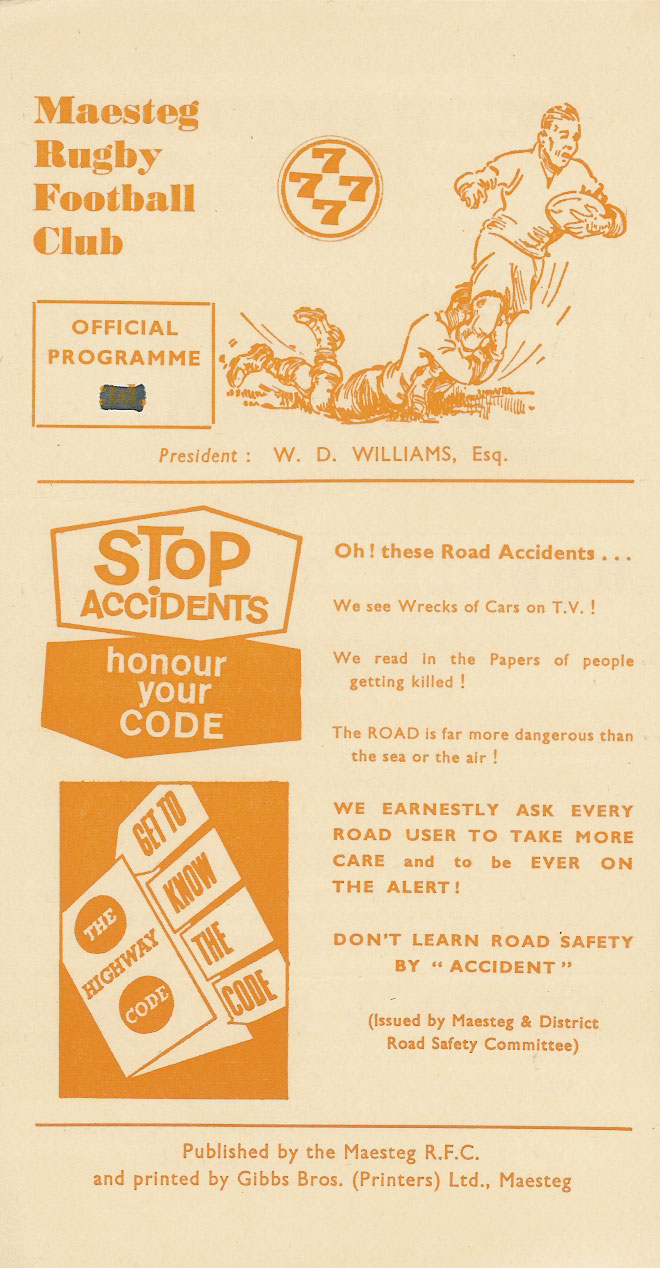 Maesteg
Rugby
Football
Club
7
7 7
7
OFFICIAL
PROGRAMME
President : W. D. WILLIAMS, Esq.
STOP
ACCiDENTS
honour
your
CODE
GET TO
KNOW
THE
CODE
THE
HIGHWAY
CODE
Oh! these Road Accidents . . .
We see Wrecks of Cars on T.V. !
We read in the Papers of people
getting killed !
The ROAD is far more dangerous than
the sea or the air !
WE EARNESTLY ASK EVERY
ROAD USER TO TAKE MORE
CARE and to be EVER ON
THE ALERT!
DON'T LEARN ROAD SAFETY
BY “ ACCIDENT ”
(Issued by Maesteg & District
Road Safety Committee)
Published by the Maesteg R.F.C.
and printed by Gibbs Bros. (Printers) Ltd., Maesteg